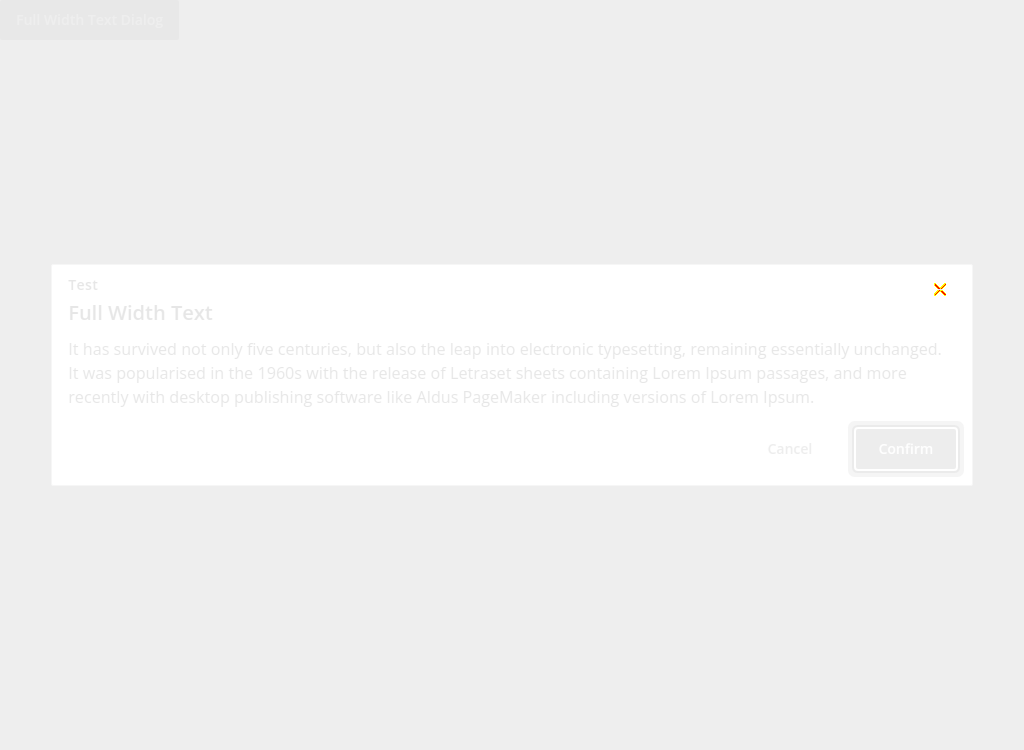 Full Width Text Dialog
Test
Full Width Text
It has survived not only five centuries, but also the leap into electronic typesetting, remaining essentially unchanged.
It was popularised in the 1960s with the release of Letraset sheets containing Lorem Ipsum passages, and more
recently with desktop publishing software like Aldus PageMaker including versions of Lorem Ipsum.
Cancel
Confirm